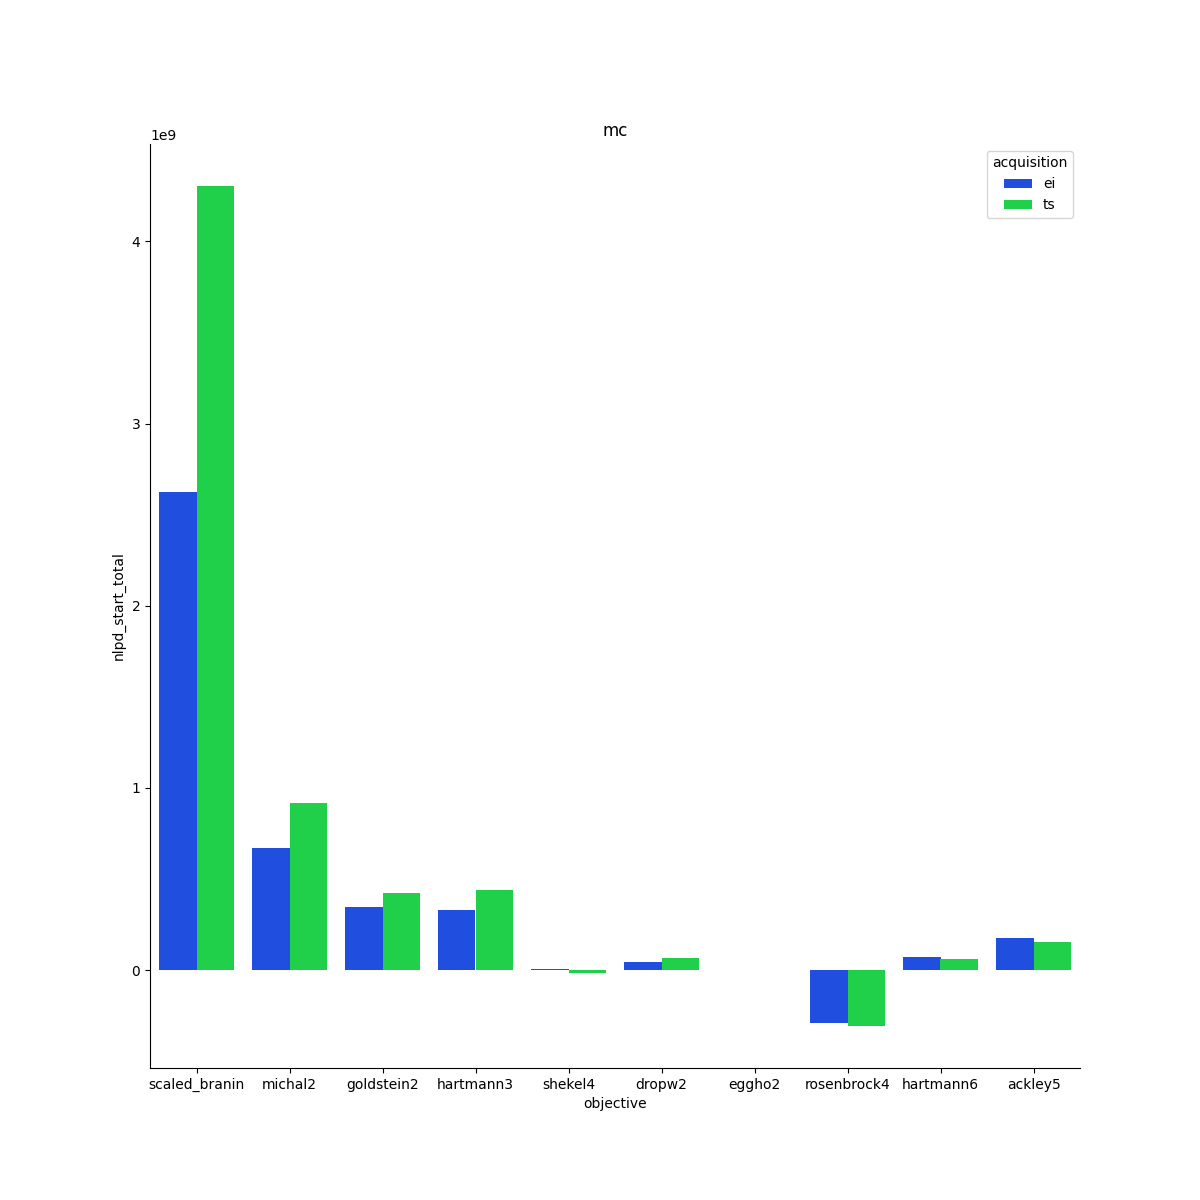 mc
1e9
acquisition
ei
ts
4
3
2
1
0
nlpd_start_total
scaled_branin michal2 goldstein2 hartmann3 shekel4 dropw2 eggho2 rosenbrock4 hartmann6 ackley5
objective